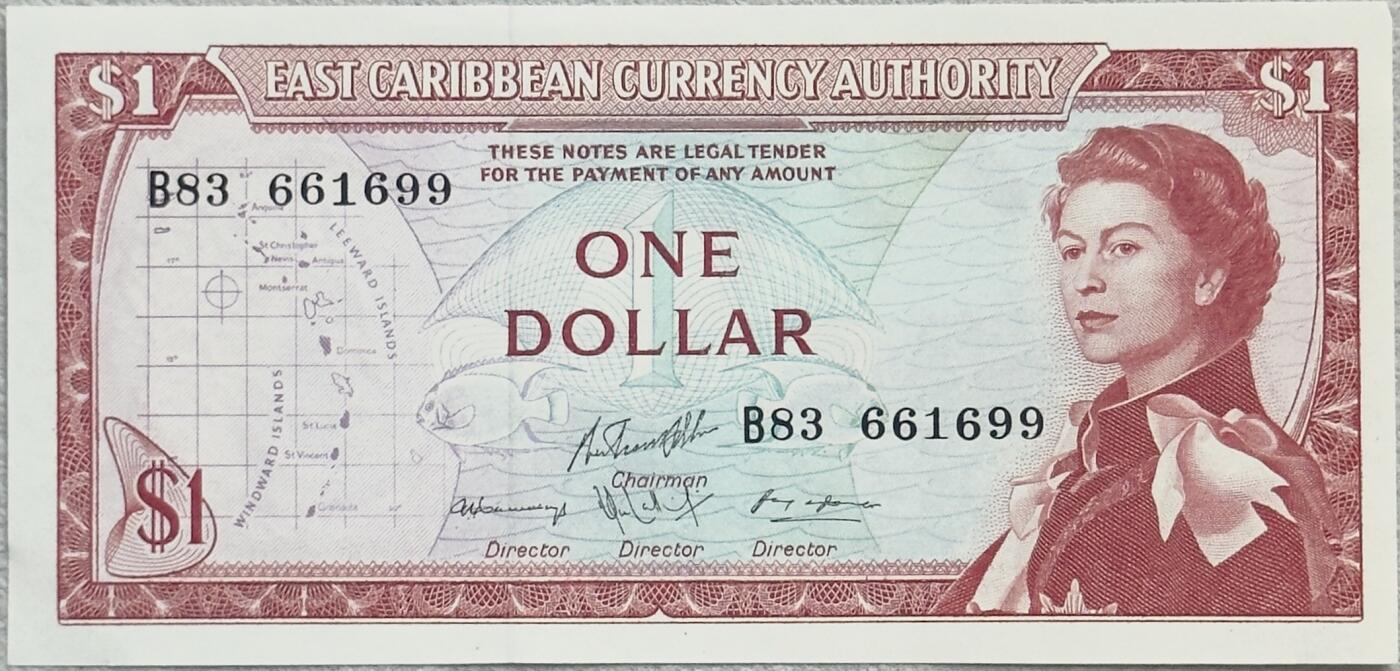 $1 EAST CARIBBEAN CURRENCY AUTHORITY $1
THESE NOTES ARE LEGAL TENDER
FOR THE PAYMENT OF ANY AMOUNT
B83 661699
Anguilla
St Christopher
Nevis
Antigua
Montserrat
LEEWARD ISLANDS
Dominica
St Lucia
St Vincent
Grenada
WINDWARD ISLANDS
1
ONE
DOLLAR
B83 661699
Chairman
Director Director Director
$1